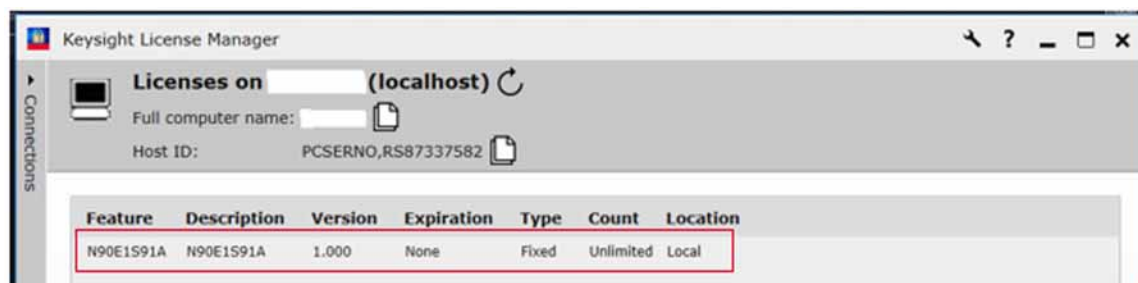 Keysight License Manager
?
Connections
Licenses on (localhost)
Full computer name:
Host ID: PCSERNO,RS87337582
Feature Description Version Expiration Type Count Location
N90E1S91A N90E1S91A 1.000 None Fixed Unlimited Local